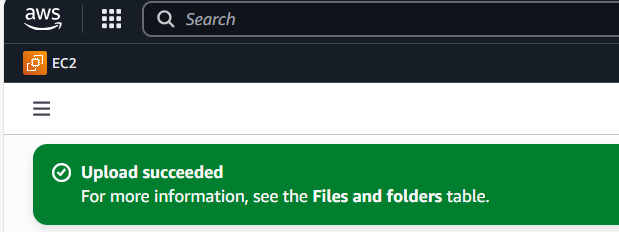 aws
Search
EC2
Upload succeeded
For more information, see the Files and folders table.